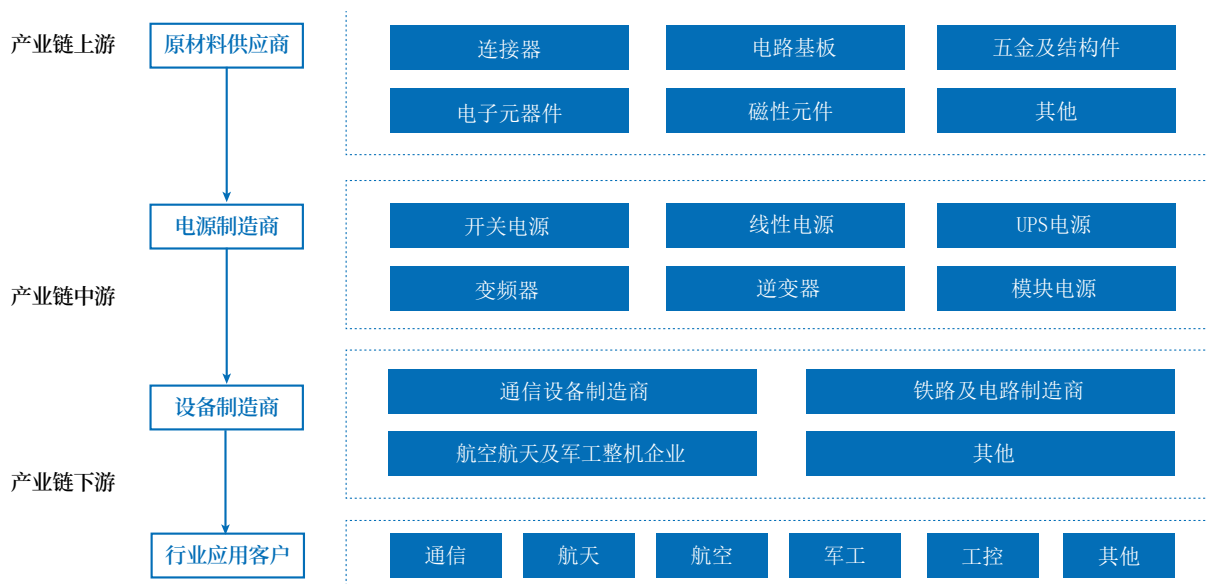 产业链上游
原材料供应商
连接器
电路基板
五金及结构件
电子元器件
磁性元件
其他
电源制造商
开关电源
线性电源
UPS电源
产业链中游
变频器
逆变器
模块电源
设备制造商
通信设备制造商
铁路及电路制造商
航空航天及军工整机企业
其他
产业链下游
行业应用客户
通信
航天
航空
军工
工控
其他